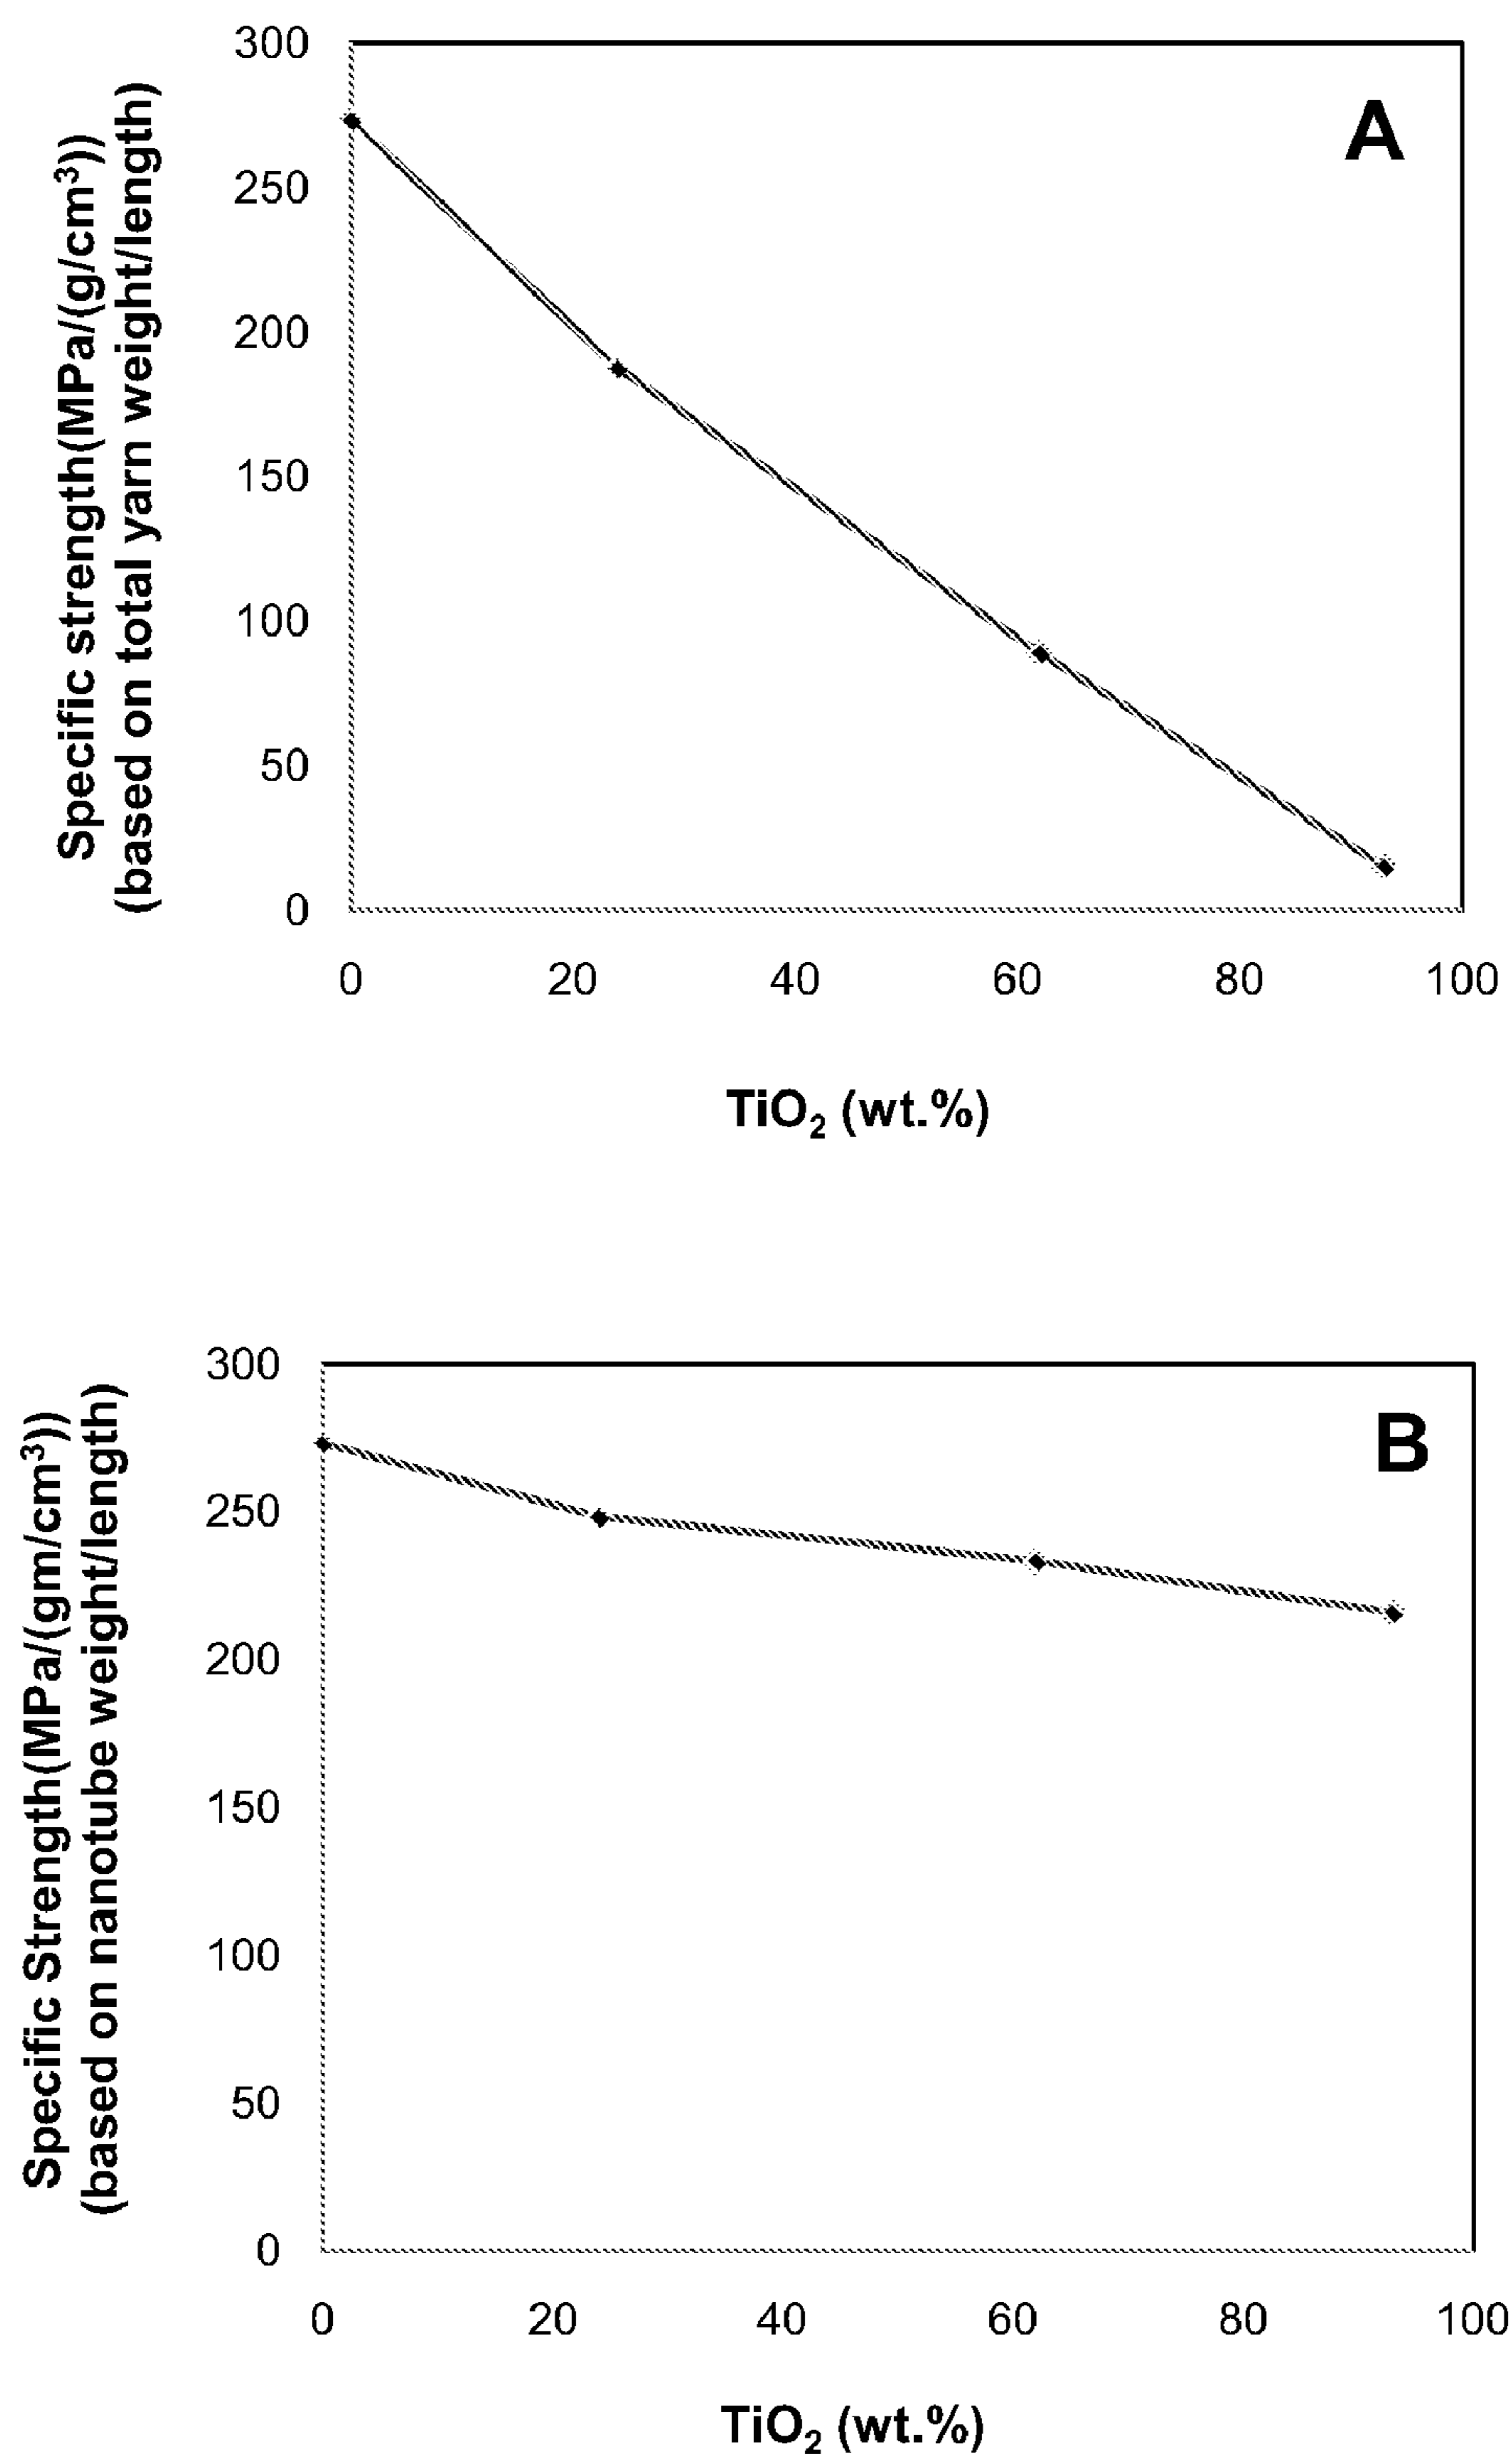 A
Specific strength(MPa/(g/cm³))
(based on total yarn weight/length)
300
250
200
150
100
50
0
0 20 40 60 80 100
TiO₂ (wt.%)
B
Specific Strength(MPa/(gm/cm³))
(based on nanotube weight/length)
300
250
200
150
100
50
0
0 20 40 60 80 100
TiO₂ (wt.%)